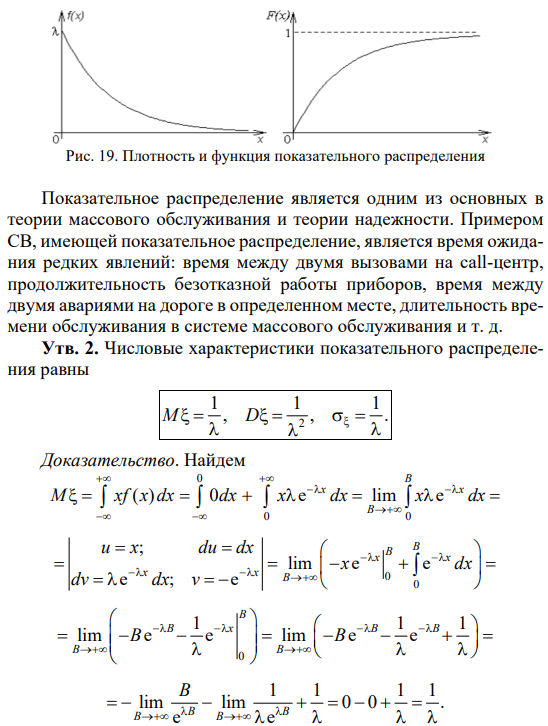 f(x) F(x)
λ 1
0 x 0 x
Рис. 19. Плотность и функция показательного распределения
Показательное распределение является одним из основных в
теории массового обслуживания и теории надежности. Примером
СВ, имеющей показательное распределение, является время ожида-
ния редких явлений: время между двумя вызовами на call-центр,
продолжительность безотказной работы приборов, время между
двумя авариями на дороге в определенном месте, длительность вре-
мени обслуживания в системе массового обслуживания и т. д.
Утв. 2. Числовые характеристики показательного распределе-
ния равны
Mξ = 1/λ, Dξ = 1/λ², σ_ξ = 1/λ.
Доказательство. Найдем
Mξ = ∫_{−∞}^{+∞} xf(x)dx = ∫_{−∞}^{0} 0dx + ∫_{0}^{+∞} xλe^{−λx} dx = lim_{B→+∞} ∫_{0}^{B} xλe^{−λx} dx =
= | u = x; du = dx dv = λe^{−λx} dx; v = −e^{−λx} | = lim_{B→+∞} ( −xe^{−λx} |_{0}^{B} + ∫_{0}^{B} e^{−λx} dx ) =
= lim_{B→+∞} ( −Be^{−λB} − 1/λ e^{−λx} |_{0}^{B} ) = lim_{B→+∞} ( −Be^{−λB} − 1/λ e^{−λB} + 1/λ ) =
= − lim_{B→+∞} B/e^{λB} − lim_{B→+∞} 1/(λe^{λB}) + 1/λ = 0 − 0 + 1/λ = 1/λ.